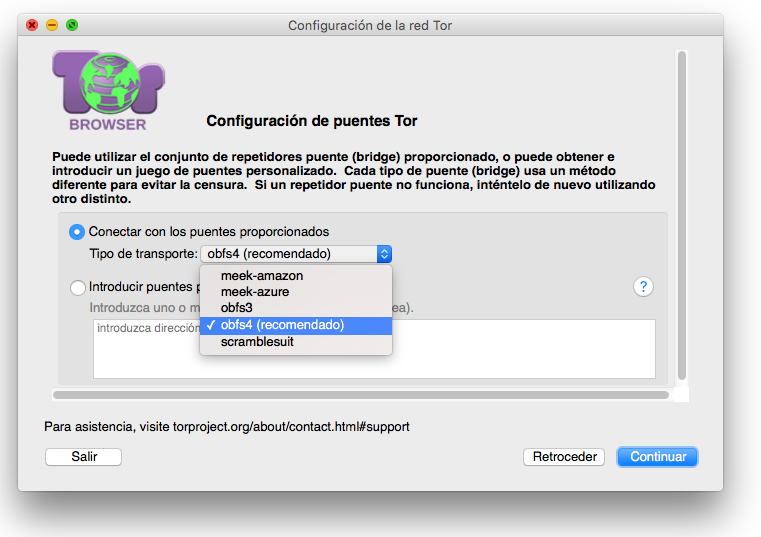 Configuración de la red Tor
Tor
BROWSER
Configuración de puentes Tor
Puede utilizar el conjunto de repetidores puente (bridge) proporcionado, o puede obtener e
introducir un juego de puentes personalizado. Cada tipo de puente (bridge) usa un método
diferente para evitar la censura. Si un repetidor puente no funciona, inténtelo de nuevo utilizando
otro distinto.
Conectar con los puentes proporcionados
Tipo de transporte: obfs4 (recomendado)
meek-amazon
meek-azure
obfs3
✓ obfs4 (recomendado)
scramblesuit
Introducir puentes
?
Introduzca uno o
introduzca dirección
Para asistencia, visite torproject.org/about/contact.html#support
Salir
Retroceder
Continuar